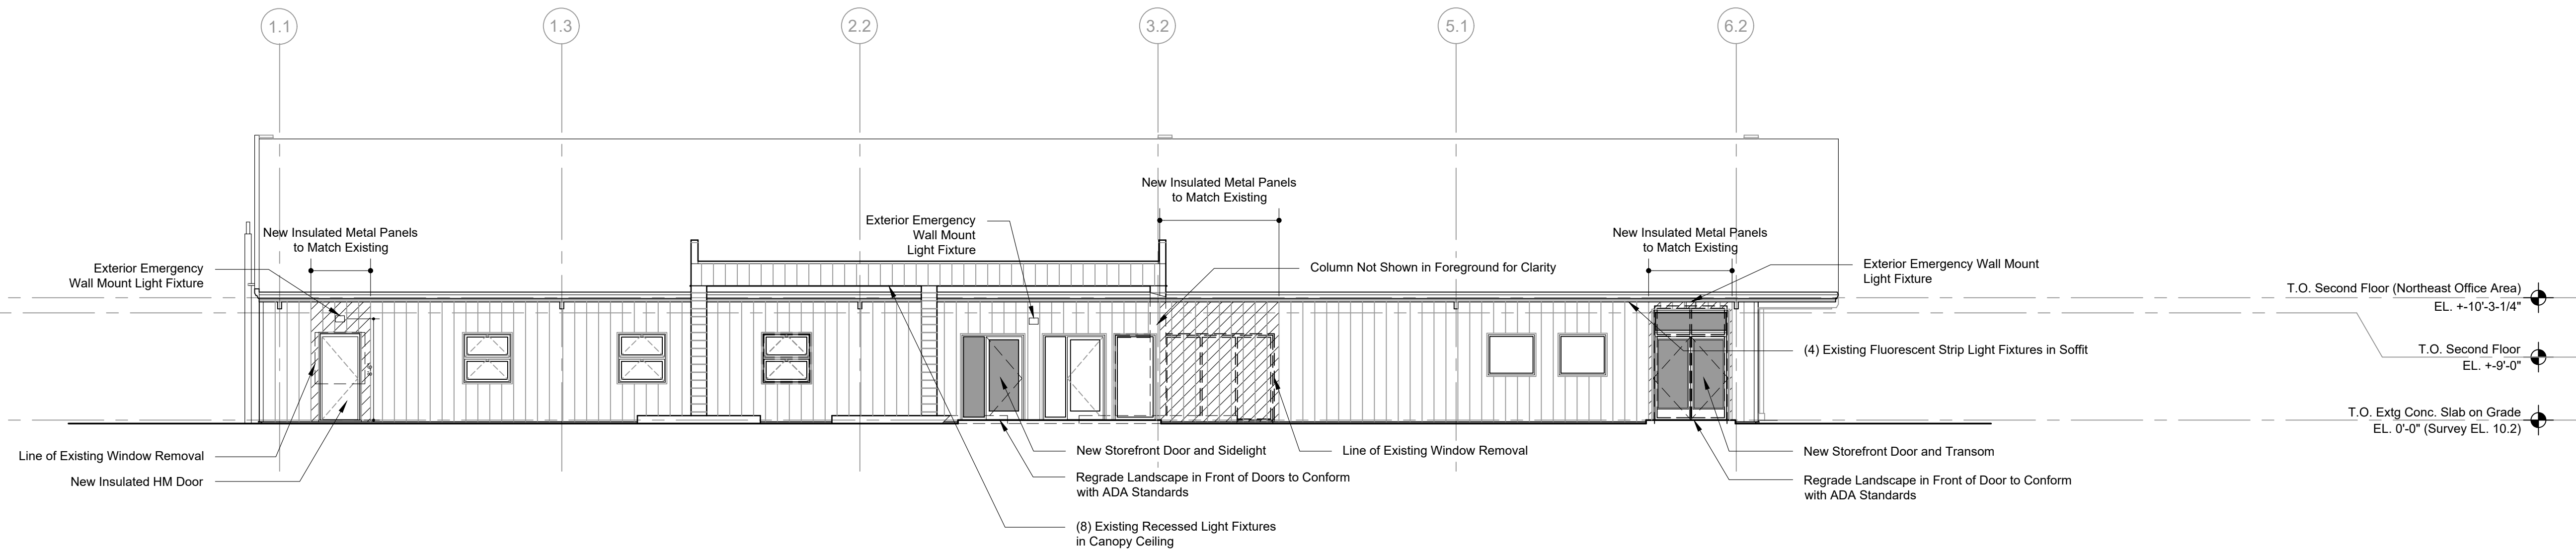 1.1
1.3
2.2
3.2
5.1
6.2
New Insulated Metal Panels
to Match Existing
Exterior Emergency
Wall Mount
Light Fixture
New Insulated Metal Panels
to Match Existing
New Insulated Metal Panels
to Match Existing
Exterior Emergency
Wall Mount Light Fixture
Column Not Shown in Foreground for Clarity
Exterior Emergency Wall Mount
Light Fixture
T.O. Second Floor (Northeast Office Area)
EL. +-10'-3-1/4"
(4) Existing Fluorescent Strip Light Fixtures in Soffit
T.O. Second Floor
EL. +-9'-0"
T.O. Extg Conc. Slab on Grade
EL. 0'-0" (Survey EL. 10.2)
Line of Existing Window Removal
New Insulated HM Door
New Storefront Door and Sidelight
Line of Existing Window Removal
New Storefront Door and Transom
Regrade Landscape in Front of Doors to Conform
with ADA Standards
Regrade Landscape in Front of Door to Conform
with ADA Standards
(8) Existing Recessed Light Fixtures
in Canopy Ceiling